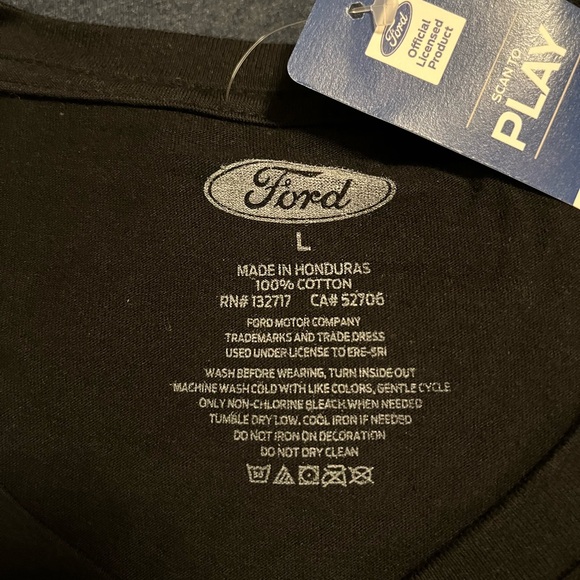 Ford
Official
Licensed
Product
SCAN TO
PLAY
Ford
L
MADE IN HONDURAS
100% COTTON
RN# 132717 CA# 52706
FORD MOTOR COMPANY
TRADEMARKS AND TRADE DRESS
USED UNDER LICENSE TO ERE-SRI
WASH BEFORE WEARING, TURN INSIDE OUT
MACHINE WASH COLD WITH LIKE COLORS, GENTLE CYCLE
ONLY NON-CHLORINE BLEACH WHEN NEEDED
TUMBLE DRY LOW. COOL IRON IF NEEDED
DO NOT IRON ON DECORATION
DO NOT DRY CLEAN
30